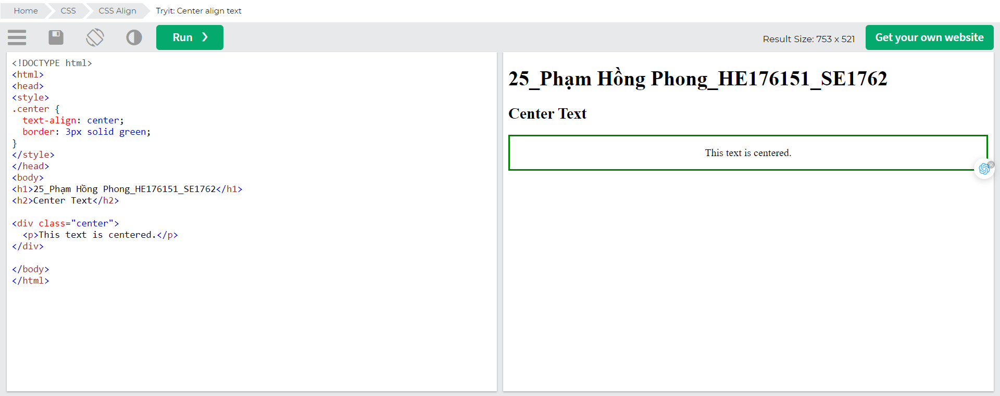 Home CSS CSS Align Tryit: Center align text
Run ❯ Result Size: 753 x 521 Get your own website
<!DOCTYPE html>
<html>
<head>
<style>
.center {
  text-align: center;
  border: 3px solid green;
}
</style>
</head>
<body>
<h1>25_Phạm Hồng Phong_HE176151_SE1762</h1>
<h2>Center Text</h2>

<div class="center">
  <p>This text is centered.</p>
</div>

</body>
</html>
25_Phạm Hồng Phong_HE176151_SE1762
Center Text
This text is centered.